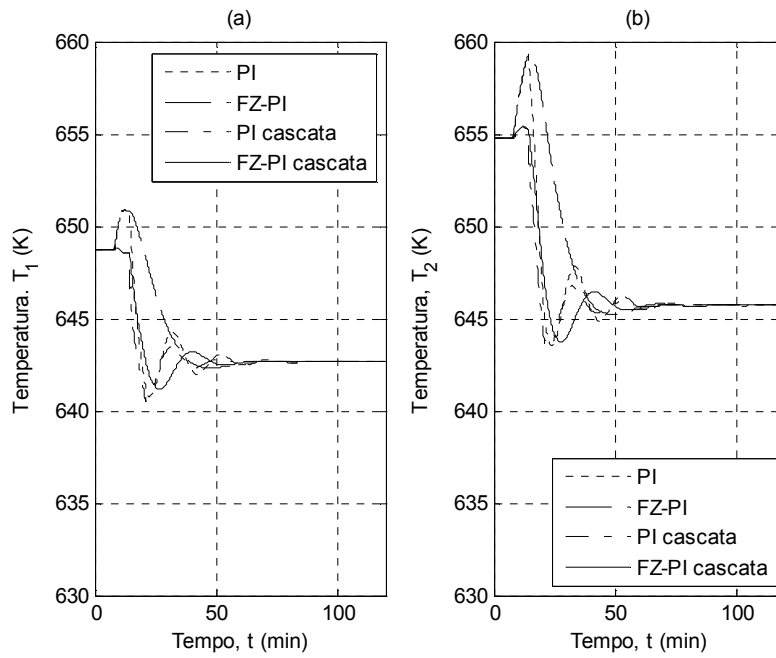 (a)
660
655
650
645
640
635
630
0
50
100
Temperatura. T1 (K)
Tempo, t (min)
PI
FZ-PI
PI cascata
FZ-PI cascata
(b)
660
655
650
645
640
635
630
0
50
100
Temperatura, T2 (K)
Tempo, t (min)
PI
FZ-PI
PI cascata
FZ-PI cascata